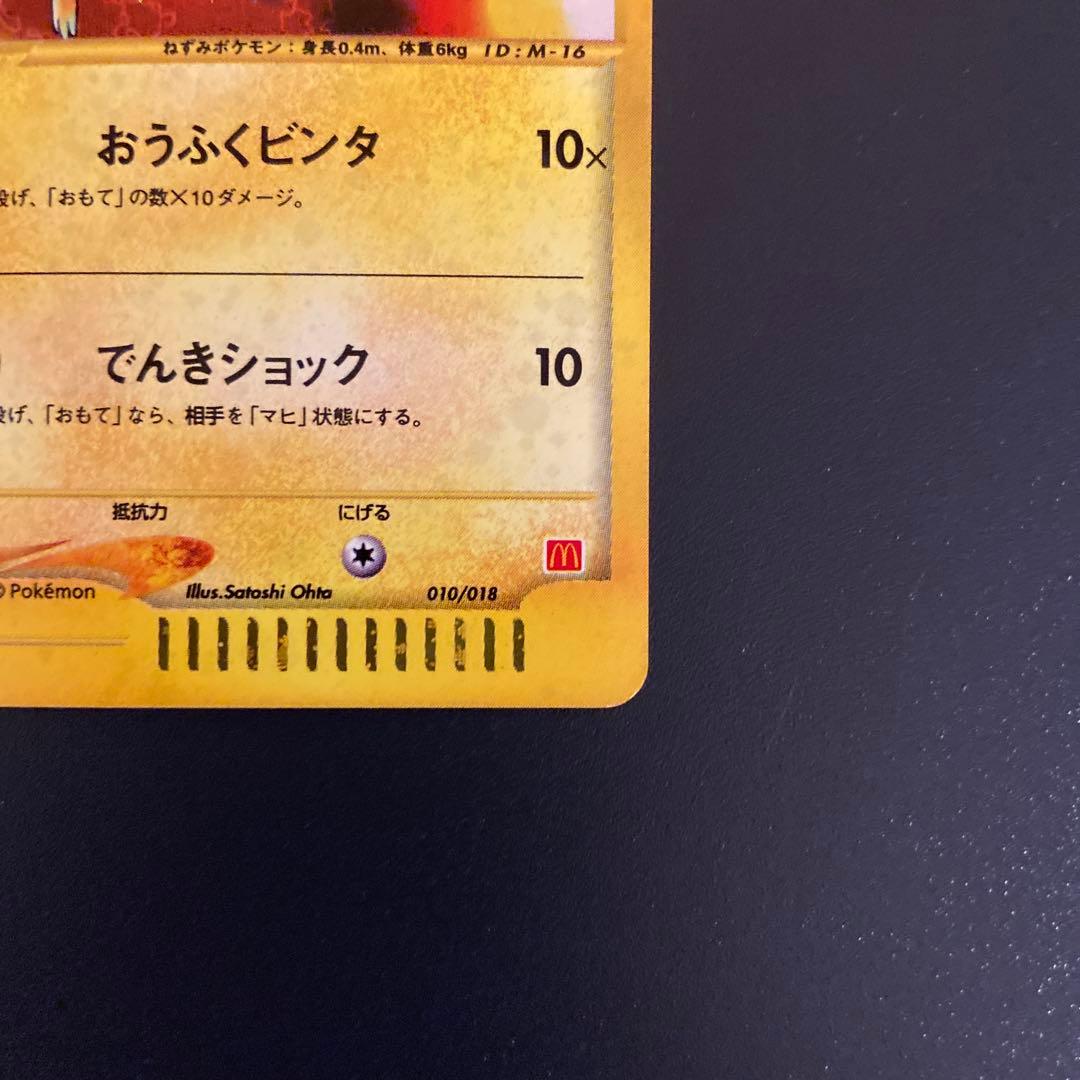 ねずみポケモン：身長0.4m、体重6kg ID:M-16
おうふくビンタ 10×
投げ、「おもて」の数×10ダメージ。
でんきショック 10
投げ、「おもて」なら、相手を「マヒ」状態にする。
抵抗力 にげる
© Pokémon Illus.Satoshi Ohta 010/018